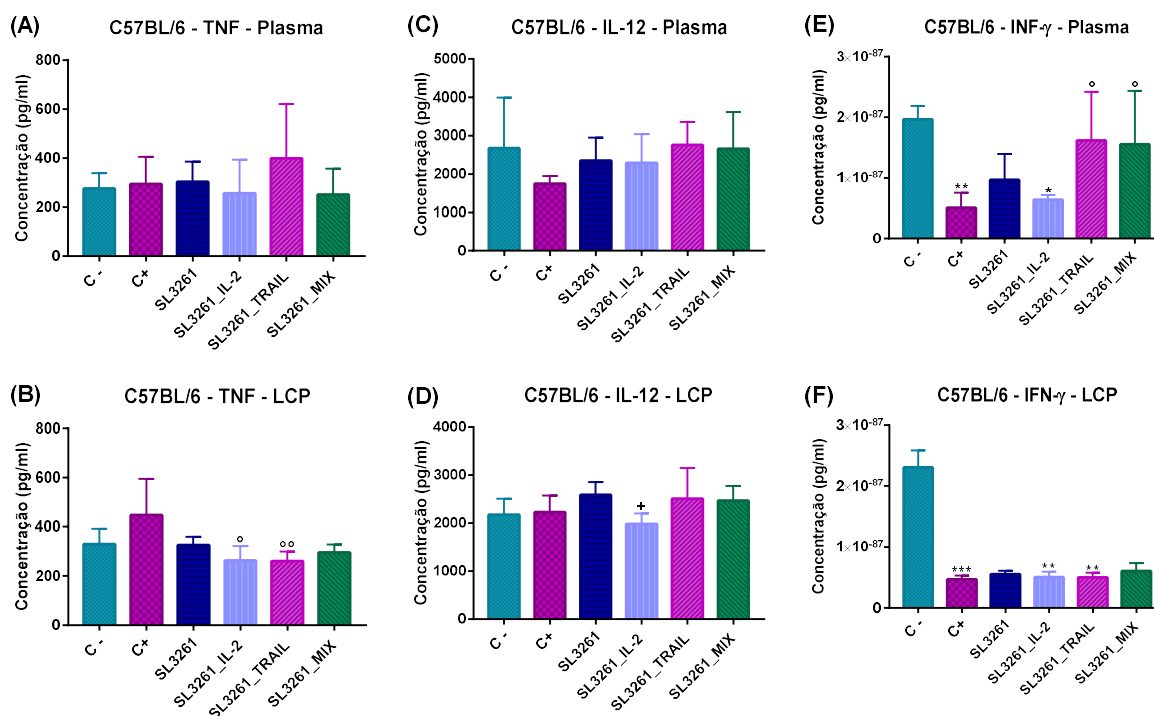 (A)
C57BL/6 - TNF - Plasma
Concentração (pg/ml)
800
600
400
200
0
C -
C+
SL3261
SL3261_IL-2
SL3261_TRAIL
SL3261_MIX
(C)
C57BL/6 - IL-12 - Plasma
Concentração (pg/ml)
5000
4000
3000
2000
1000
0
C -
C+
SL3261
SL3261_IL-2
SL3261_TRAIL
SL3261_MIX
(E)
C57BL/6 - INF-γ - Plasma
Concentração (pg/ml)
3×10-87
2×10-87
1×10-87
0
**
*
°
°
C -
C+
SL3261
SL3261_IL-2
SL3261_TRAIL
SL3261_MIX
(B)
C57BL/6 - TNF - LCP
Concentração (pg/ml)
800
600
400
200
0
°
°°
C -
C+
SL3261
SL3261_IL-2
SL3261_TRAIL
SL3261_MIX
(D)
C57BL/6 - IL-12 - LCP
Concentração (pg/ml)
4000
3000
2000
1000
0
+
C -
C+
SL3261
SL3261_IL-2
SL3261_TRAIL
SL3261_MIX
(F)
C57BL/6 - IFN-γ - LCP
Concentração (pg/ml)
3×10-87
2×10-87
1×10-87
0
***
**
**
C -
C+
SL3261
SL3261_IL-2
SL3261_TRAIL
SL3261_MIX